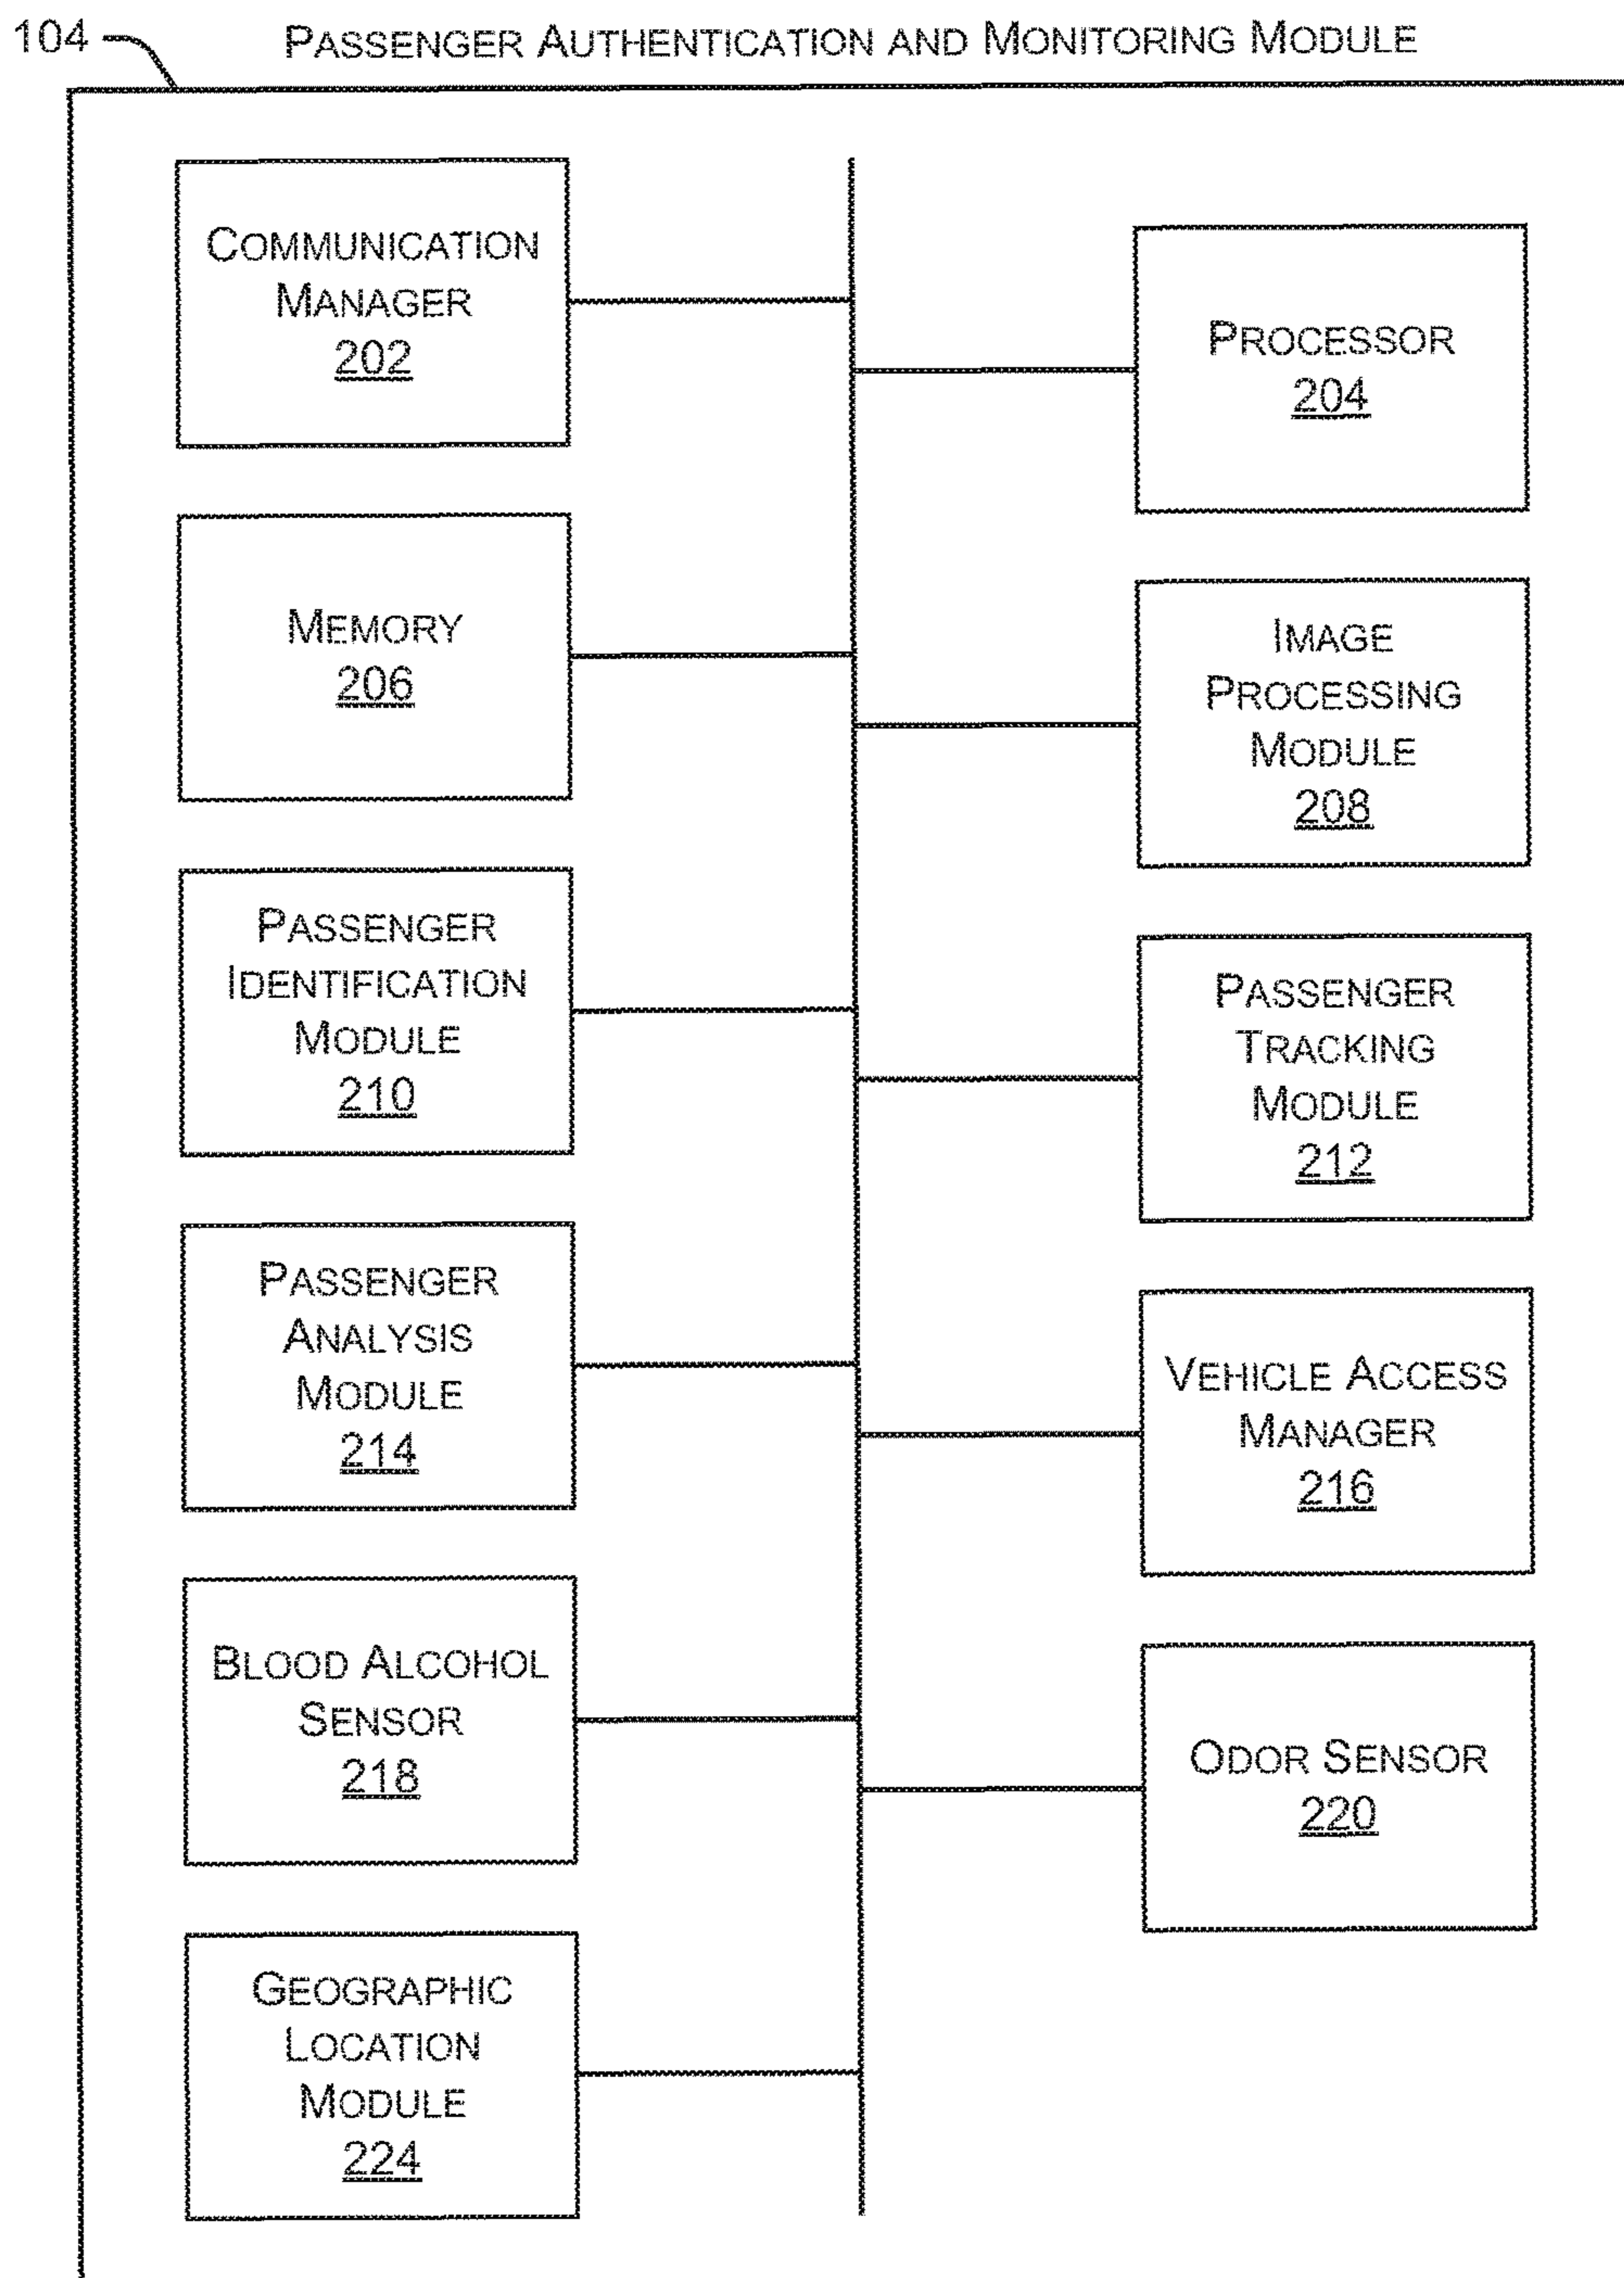 104
PASSENGER AUTHENTICATION AND MONITORING MODULE
COMMUNICATION
MANAGER
202
PROCESSOR
204
MEMORY
206
IMAGE
PROCESSING
MODULE
208
PASSENGER
IDENTIFICATION
MODULE
210
PASSENGER
TRACKING
MODULE
212
PASSENGER
ANALYSIS
MODULE
214
VEHICLE ACCESS
MANAGER
216
BLOOD ALCOHOL
SENSOR
218
ODOR SENSOR
220
GEOGRAPHIC
LOCATION
MODULE
224